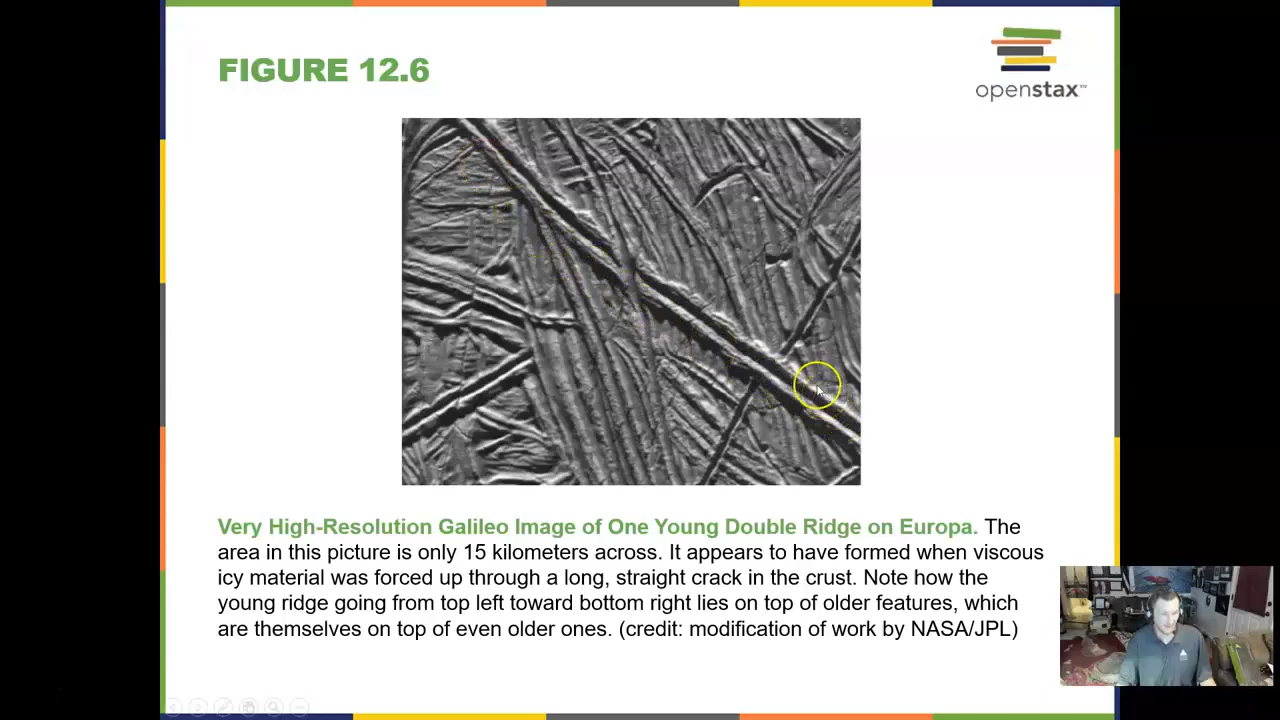 FIGURE 12.6
openstax™
Very High-Resolution Galileo Image of One Young Double Ridge on Europa. The
area in this picture is only 15 kilometers across. It appears to have formed when viscous
icy material was forced up through a long, straight crack in the crust. Note how the
young ridge going from top left toward bottom right lies on top of older features, which
are themselves on top of even older ones. (credit: modification of work by NASA/JPL)